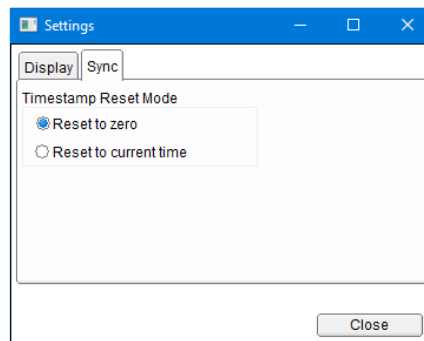 Settings
Display Sync
Timestamp Reset Mode
Reset to zero
Reset to current time
Close